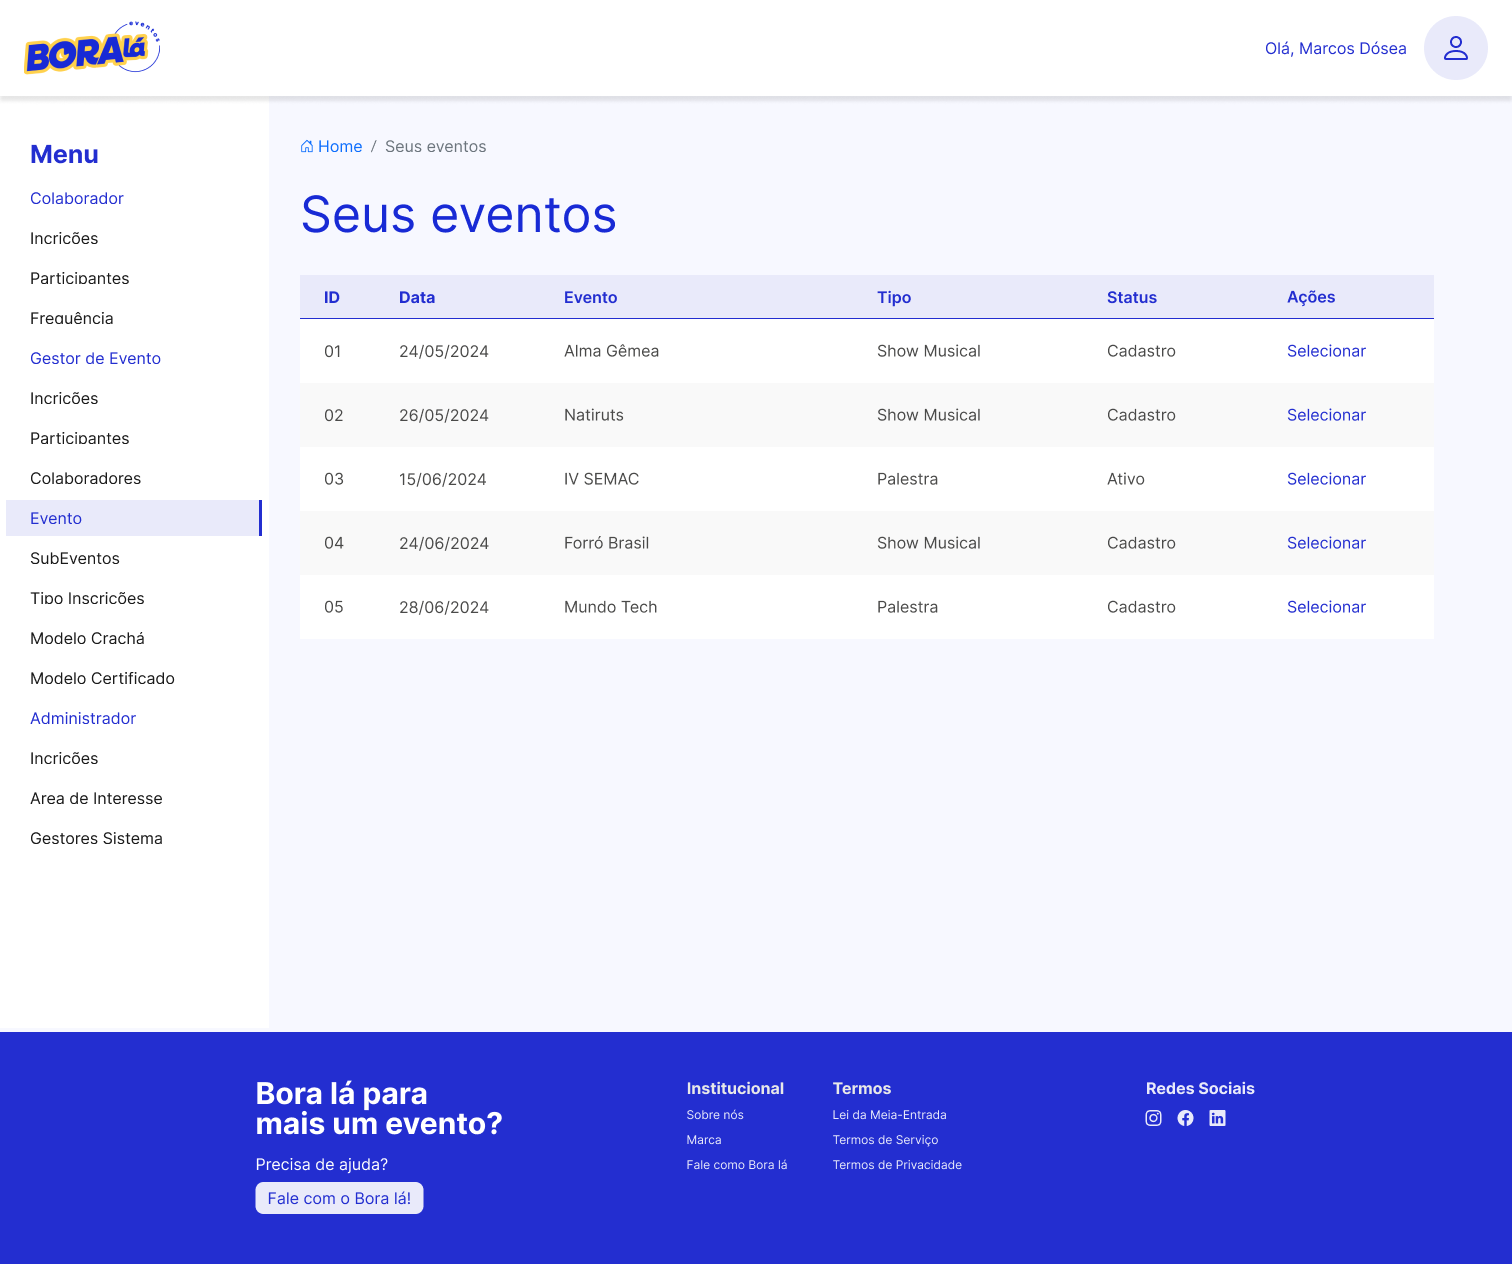 eventos
BORAlá
Olá, Marcos Dósea
Menu
Colaborador
Incrições
Participantes
Frequência
Gestor de Evento
Incrições
Participantes
Colaboradores
Evento
SubEventos
Tipo Inscrições
Modelo Crachá
Modelo Certificado
Administrador
Incrições
Area de Interesse
Gestores Sistema
Home / Seus eventos
Seus eventos
ID Data Evento Tipo Status Ações
01 24/05/2024 Alma Gêmea Show Musical Cadastro Selecionar
02 26/05/2024 Natiruts Show Musical Cadastro Selecionar
03 15/06/2024 IV SEMAC Palestra Ativo Selecionar
04 24/06/2024 Forró Brasil Show Musical Cadastro Selecionar
05 28/06/2024 Mundo Tech Palestra Cadastro Selecionar
Bora lá para
mais um evento?
Precisa de ajuda?
Fale com o Bora lá!
Institucional
Sobre nós
Marca
Fale como Bora lá
Termos
Lei da Meia-Entrada
Termos de Serviço
Termos de Privacidade
Redes Sociais